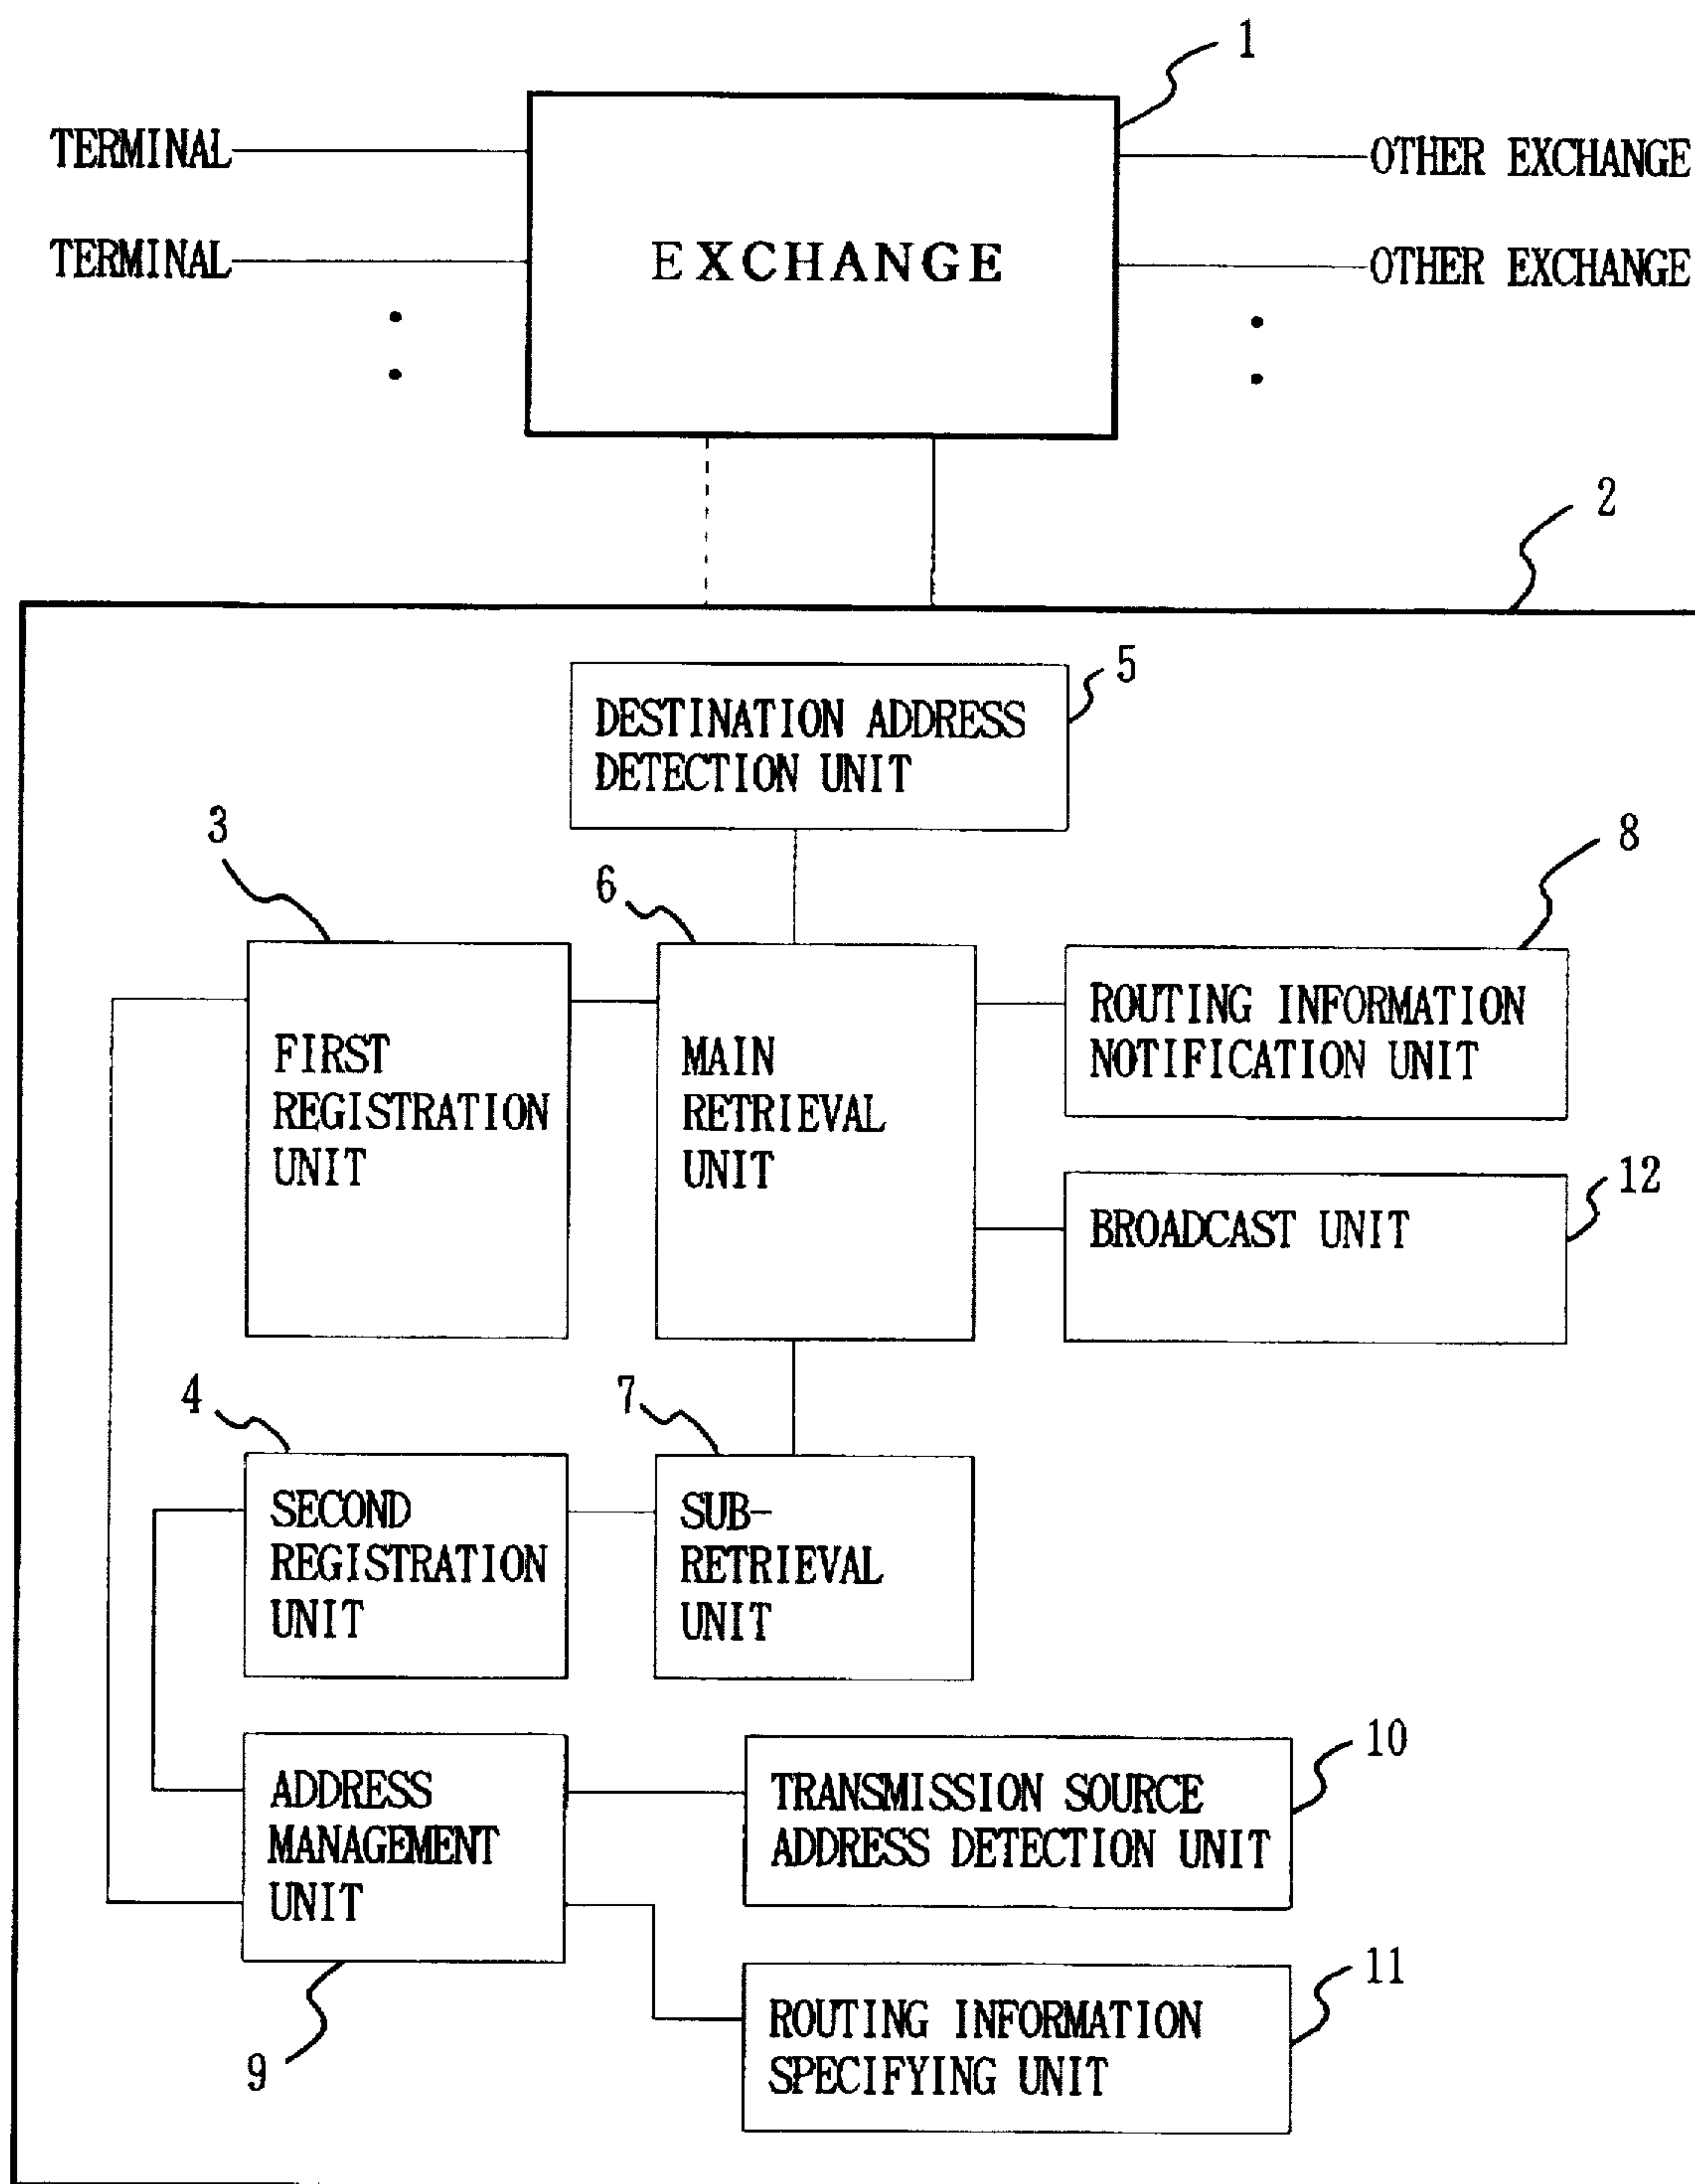 1
TERMINAL
OTHER EXCHANGE
EXCHANGE
TERMINAL
OTHER EXCHANGE
2
5
DESTINATION ADDRESS
DETECTION UNIT
3
6
8
FIRST
REGISTRATION
UNIT
MAIN
RETRIEVAL
UNIT
ROUTING INFORMATION
NOTIFICATION UNIT
12
BROADCAST UNIT
4
7
SECOND
REGISTRATION
UNIT
SUB-
RETRIEVAL
UNIT
10
ADDRESS
MANAGEMENT
UNIT
TRANSMISSION SOURCE
ADDRESS DETECTION UNIT
9
11
ROUTING INFORMATION
SPECIFYING UNIT